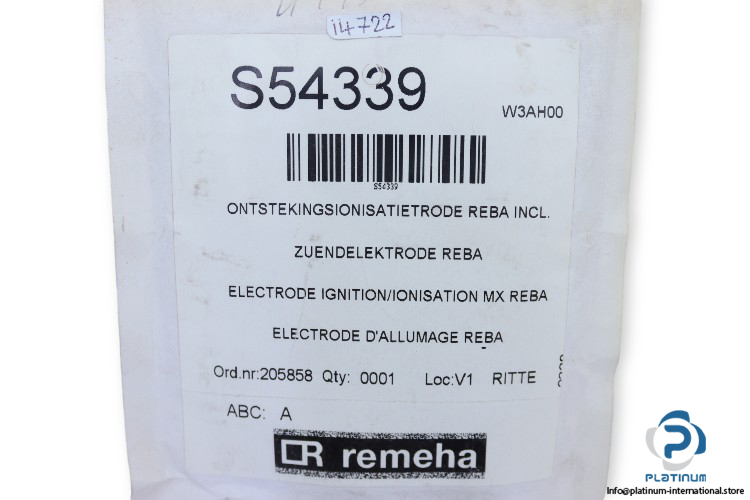 i4722
S54339
W3AH00
S54339
ONTSTEKINGSIONISATIETRODE REBA INCL.
ZUENDELEKTRODE REBA
ELECTRODE IGNITION/IONISATION MX REBA
ELECTRODE D'ALLUMAGE REBA
Ord.nr:205858 Qty: 0001 Loc:V1 RITTE
ABC: A
remeha
PLATINUM
Info@platinum-international.store